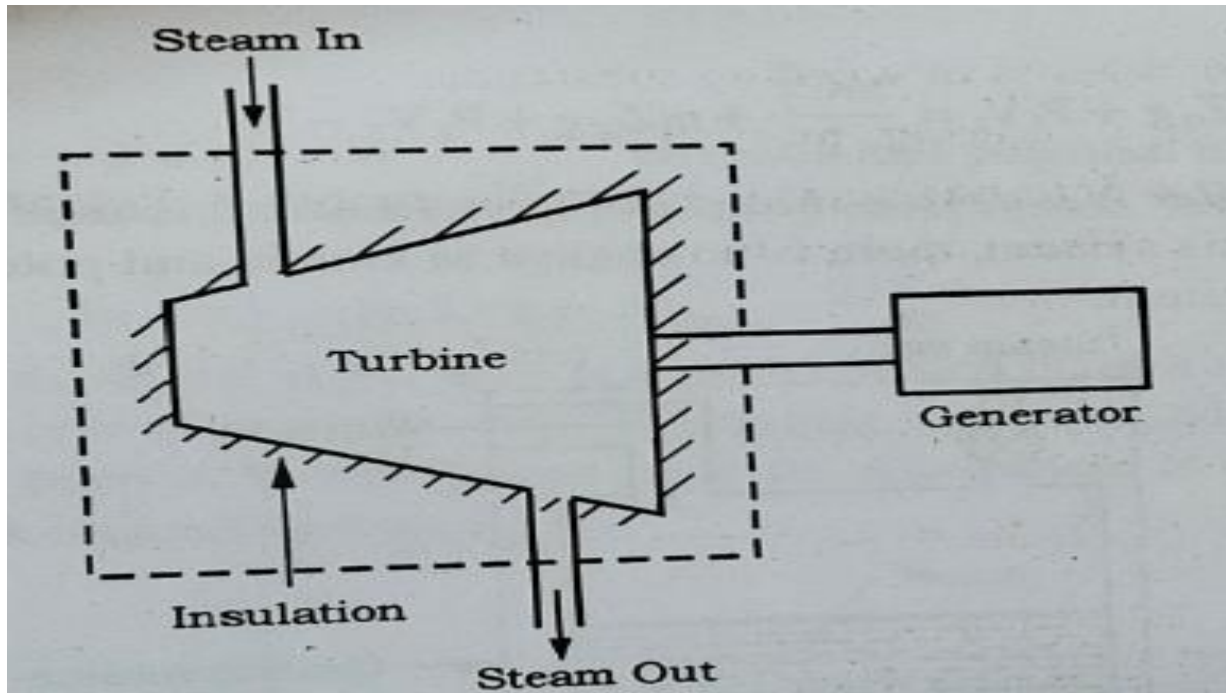 Steam In
Turbine
Generator
Insulation
Steam Out